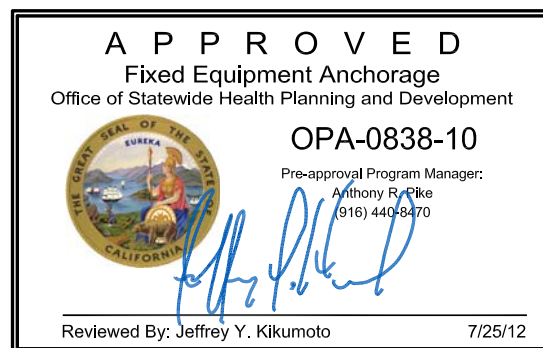 A P P R O V E D
Fixed Equipment Anchorage
Office of Statewide Health Planning and Development
THE GREAT SEAL OF THE STATE OF CALIFORNIA
EUREKA
OPA-0838-10
Pre-approval Program Manager:
Anthony R. Pike
(916) 440-8470
Reviewed By: Jeffrey Y. Kikumoto 7/25/12